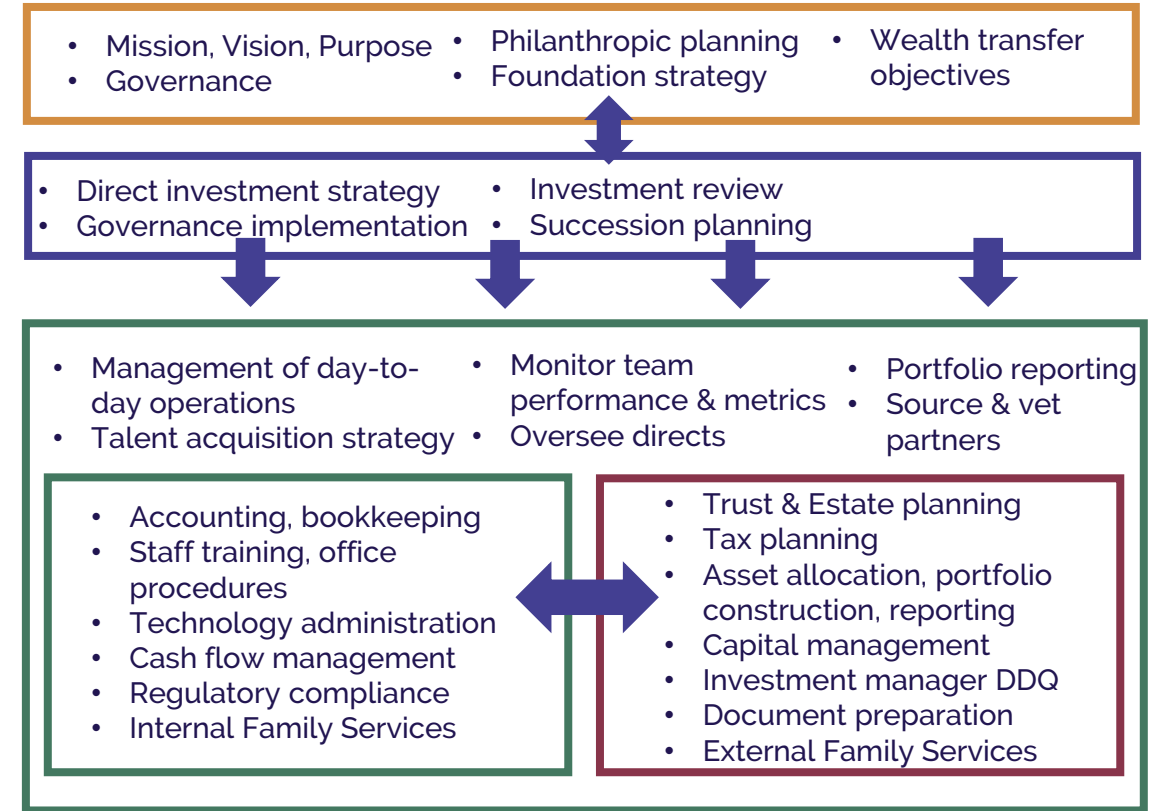 • Mission, Vision, Purpose
• Governance
• Philanthropic planning
• Foundation strategy
• Wealth transfer
objectives
• Direct investment strategy
• Governance implementation
• Investment review
• Succession planning
• Management of day-to-
day operations
• Talent acquisition strategy
• Monitor team
performance & metrics
• Oversee directs
• Portfolio reporting
• Source & vet
partners
• Accounting, bookkeeping
• Staff training, office
procedures
• Technology administration
• Cash flow management
• Regulatory compliance
• Internal Family Services
• Trust & Estate planning
• Tax planning
• Asset allocation, portfolio
construction, reporting
• Capital management
• Investment manager DDQ
• Document preparation
• External Family Services